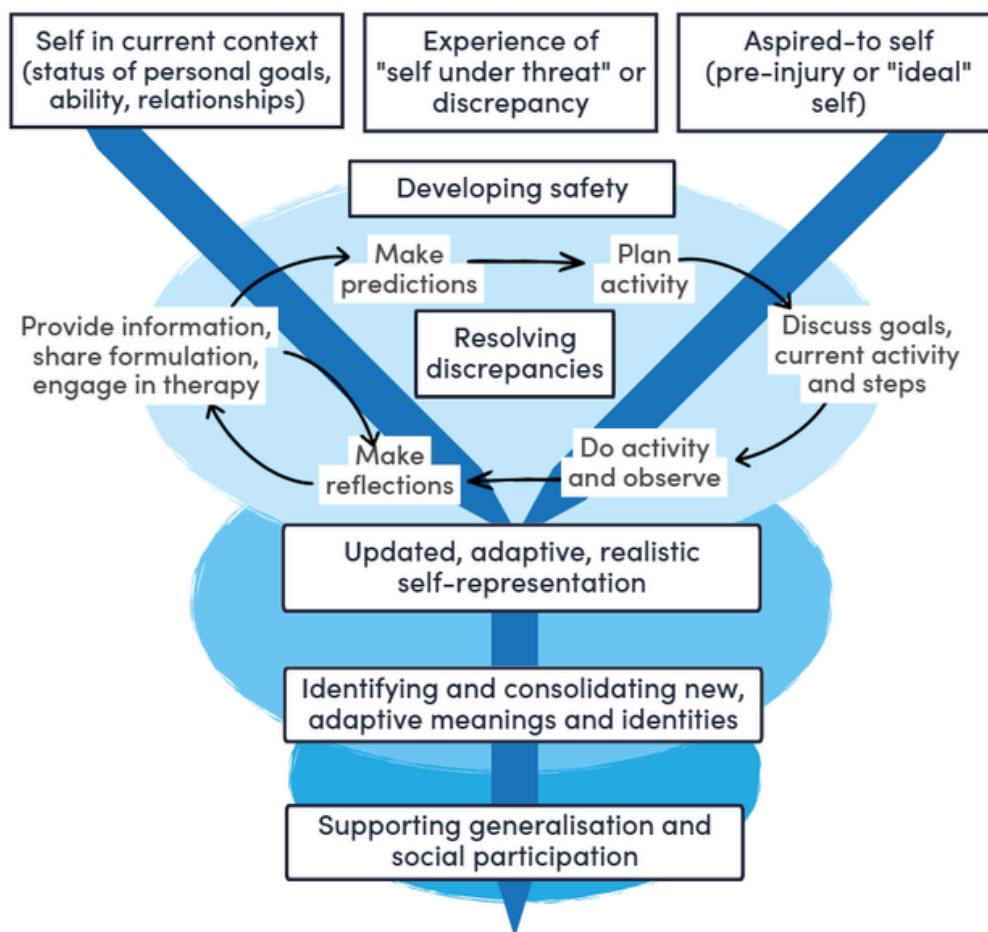 Self in current context
(status of personal goals,
ability, relationships)
Experience of
"self under threat" or
discrepancy
Aspired-to self
(pre-injury or "ideal"
self)
Developing safety
Make
predictions
Plan
activity
Provide information,
share formulation,
engage in therapy
Resolving
discrepancies
Discuss goals,
current activity
and steps
Make
reflections
Do activity
and observe
Updated, adaptive, realistic
self-representation
Identifying and consolidating new,
adaptive meanings and identities
Supporting generalisation and
social participation